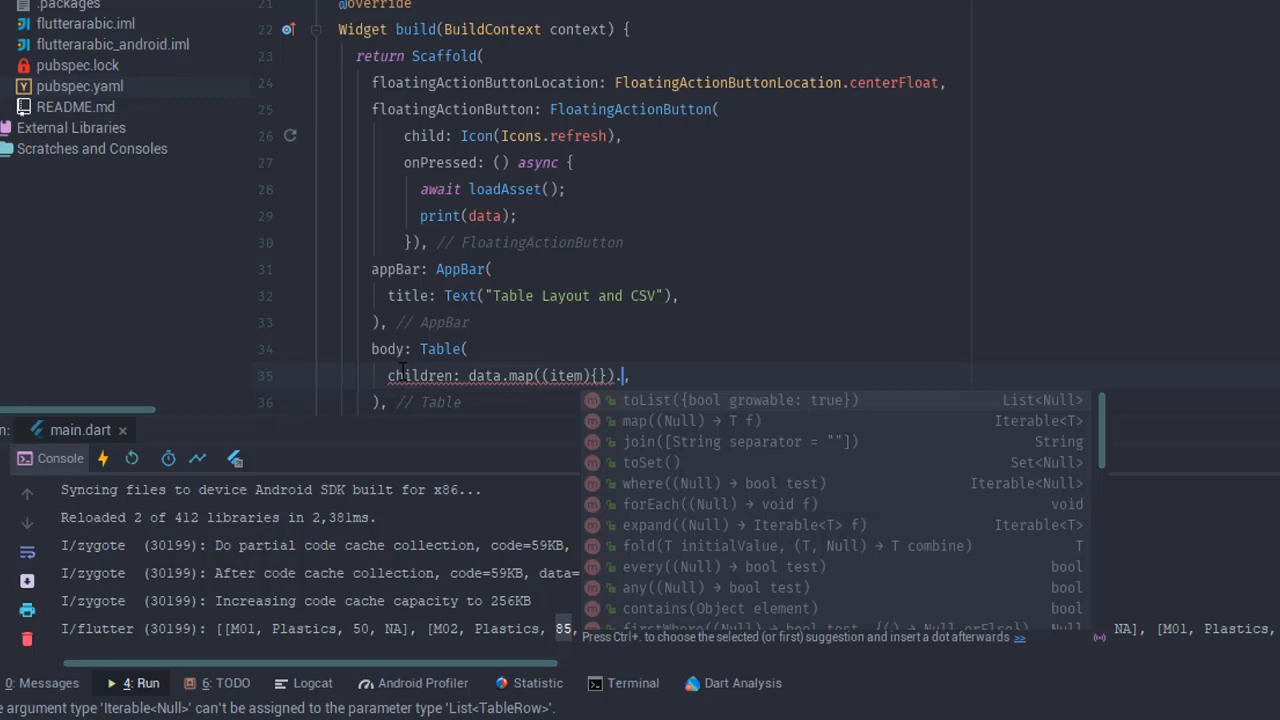 .packages
flutterarabic.iml
flutterarabic_android.iml
pubspec.lock
pubspec.yaml
README.md
External Libraries
Scratches and Consoles
21 @override
22 Widget build(BuildContext context) {
23 return Scaffold(
24 floatingActionButtonLocation: FloatingActionButtonLocation.centerFloat,
25 floatingActionButton: FloatingActionButton(
26 child: Icon(Icons.refresh),
27 onPressed: () async {
28 await loadAsset();
29 print(data);
30 }), // FloatingActionButton
31 appBar: AppBar(
32 title: Text("Table Layout and CSV"),
33 ), // AppBar
34 body: Table(
35 children: data.map((item){}).,
36 ), // Table
toList({bool growable: true}) List<Null>
map((Null) → T f) Iterable<T>
join([String separator = ""]) String
toSet() Set<Null>
where((Null) → bool test) Iterable<Null>
forEach((Null) → void f) void
expand((Null) → Iterable<T> f) Iterable<T>
fold(T initialValue, (T, Null) → T combine) T
every((Null) → bool test) bool
any((Null) → bool test) bool
contains(Object element) bool
firstWhere((Null) → bool test, {() → Null orElse}) Null
Press Ctrl+. to choose the selected (or first) suggestion and insert a dot afterwards >>
n: main.dart ×
Console
Syncing files to device Android SDK built for x86...
Reloaded 2 of 412 libraries in 2,381ms.
I/zygote (30199): Do partial code cache collection, code=59KB,
I/zygote (30199): After code cache collection, code=59KB, data=
I/zygote (30199): Increasing code cache capacity to 256KB
I/flutter (30199): [[M01, Plastics, 50, NA], [M02, Plastics, 85, NA], [M01, Plastics,
0: Messages 4: Run 6: TODO Logcat Android Profiler Statistic Terminal Dart Analysis
e argument type 'Iterable<Null>' can't be assigned to the parameter type 'List<TableRow>'.